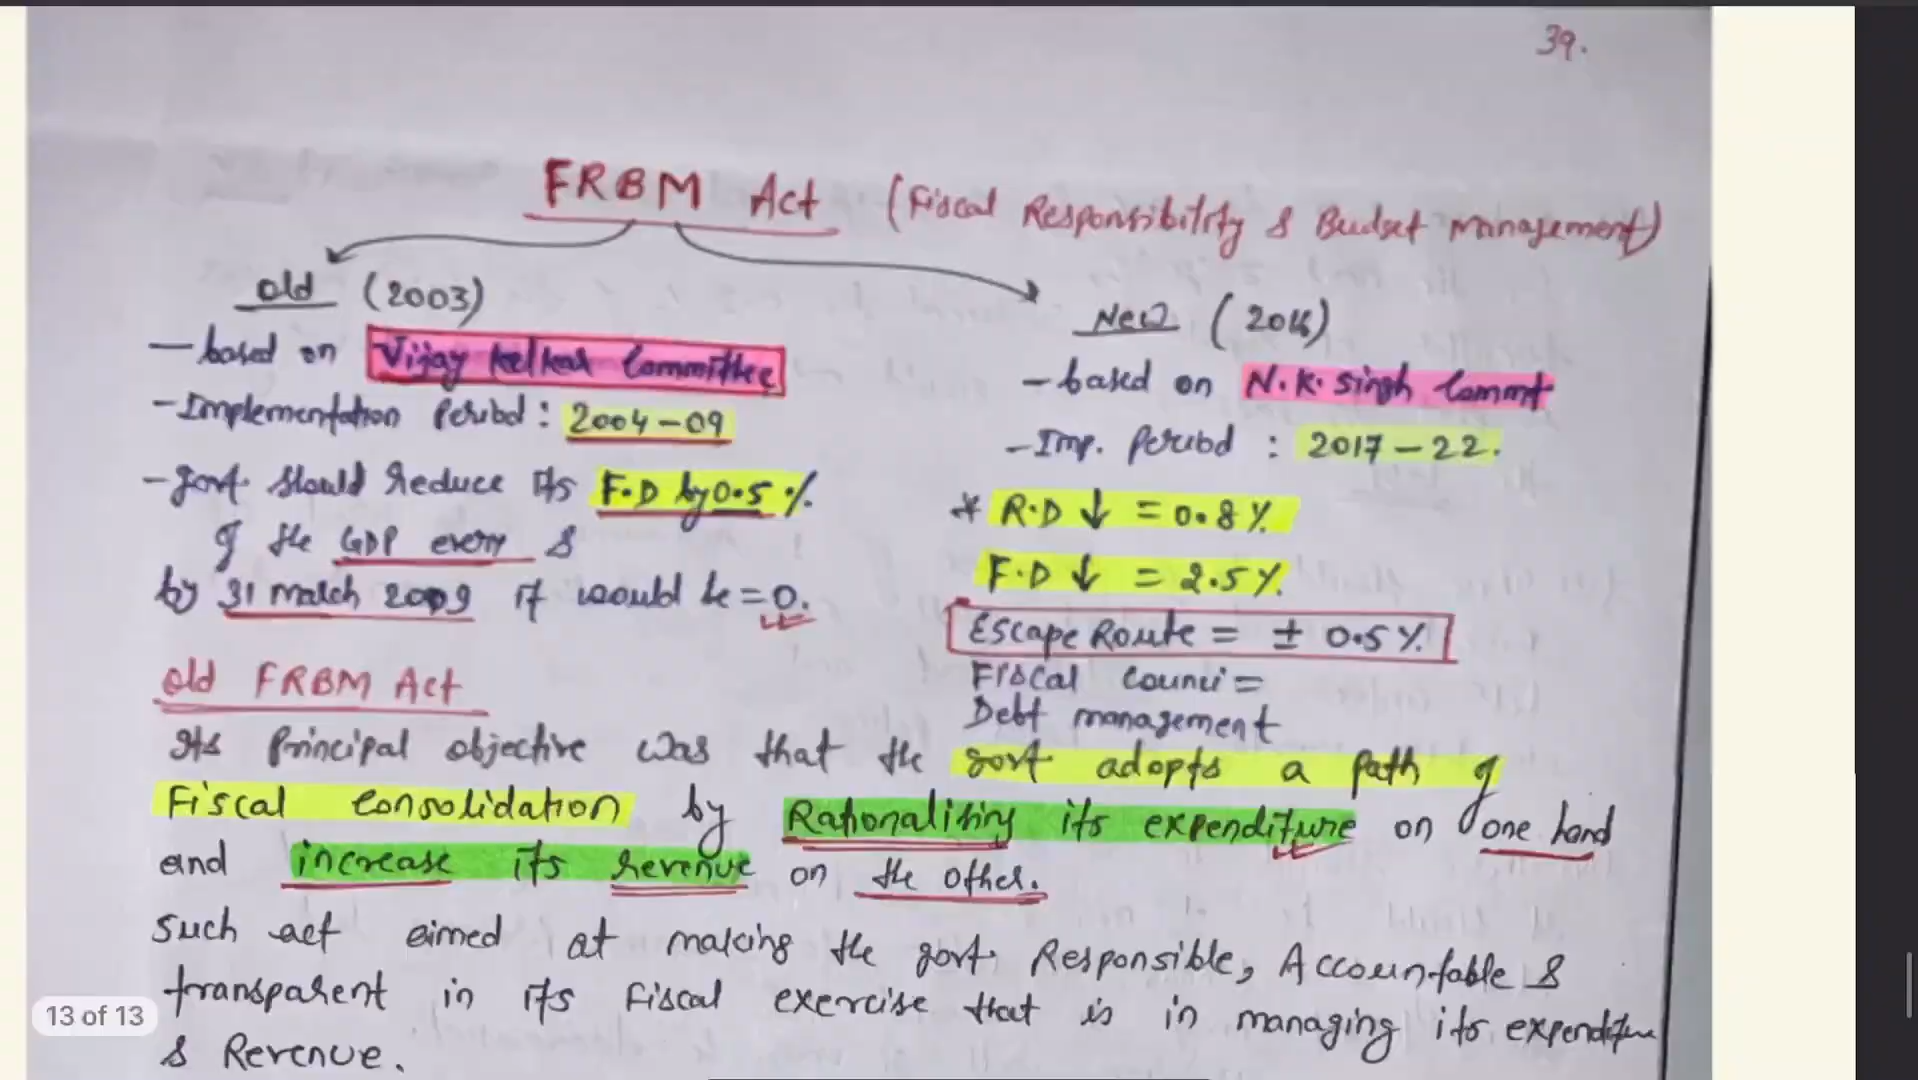 39.
FRBM Act (Fiscal Responsibility & Budget Management)
old (2003)
- based on Vijay Kelkar Committee
- Implementation Period : 2004-09
- govt. should reduce its F.D by 0.5 %
of the GDP every &
by 31 march 2009 it would be = 0.
New (2016)
- based on N.K. Singh Commt
- Imp. Period : 2017-22.
* R.D ↓ = 0.8 %
F.D ↓ = 2.5 %
Escape Route = ± 0.5 %
Fiscal =
Debt management
old FRBM Act
Its Principal objective was that the govt adopts a path of
Fiscal Consolidation by Rationalising its expenditure on one hand
and increase its revenue on the other.
Such act aimed at making the govt. Responsible, Accountable &
transparent in its fiscal exercise that is in managing its expenditure
& Revenue.
13 of 13